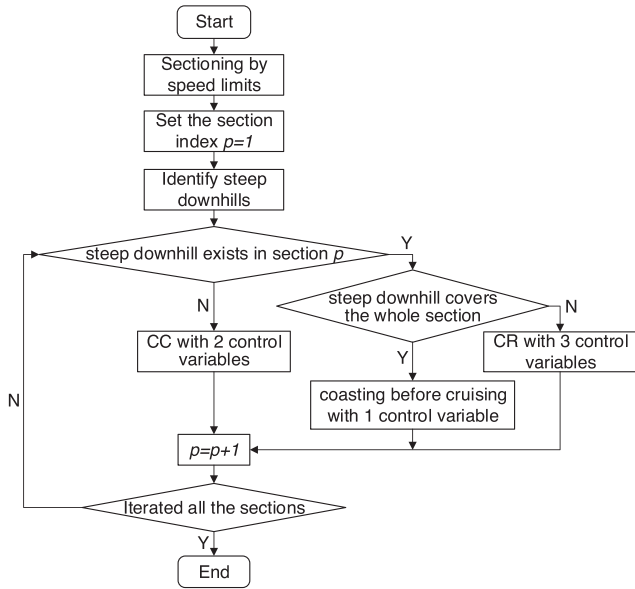 Start
Sectioning by
speed limits
Set the section
index p=1
Identify steep
downhills
steep downhill exists in section p
Y
N
steep downhill covers
the whole section
N
Y
CC with 2 control
variables
CR with 3 control
variables
coasting before cruising
with 1 control variable
N
p=p+1
Iterated all the sections
Y
End